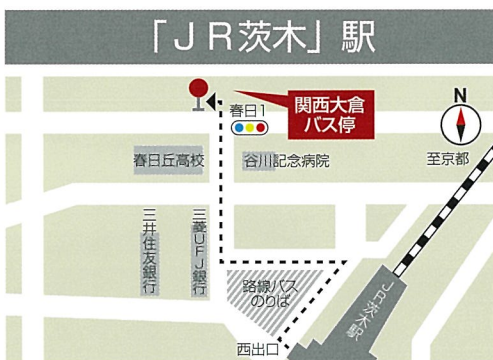 「ＪＲ茨木」駅
春日1
関西大倉
バス停
N
至京都
春日丘高校
谷川記念病院
三井住友銀行
三菱UFJ銀行
路線バス
のりば
JR茨木駅
西出口